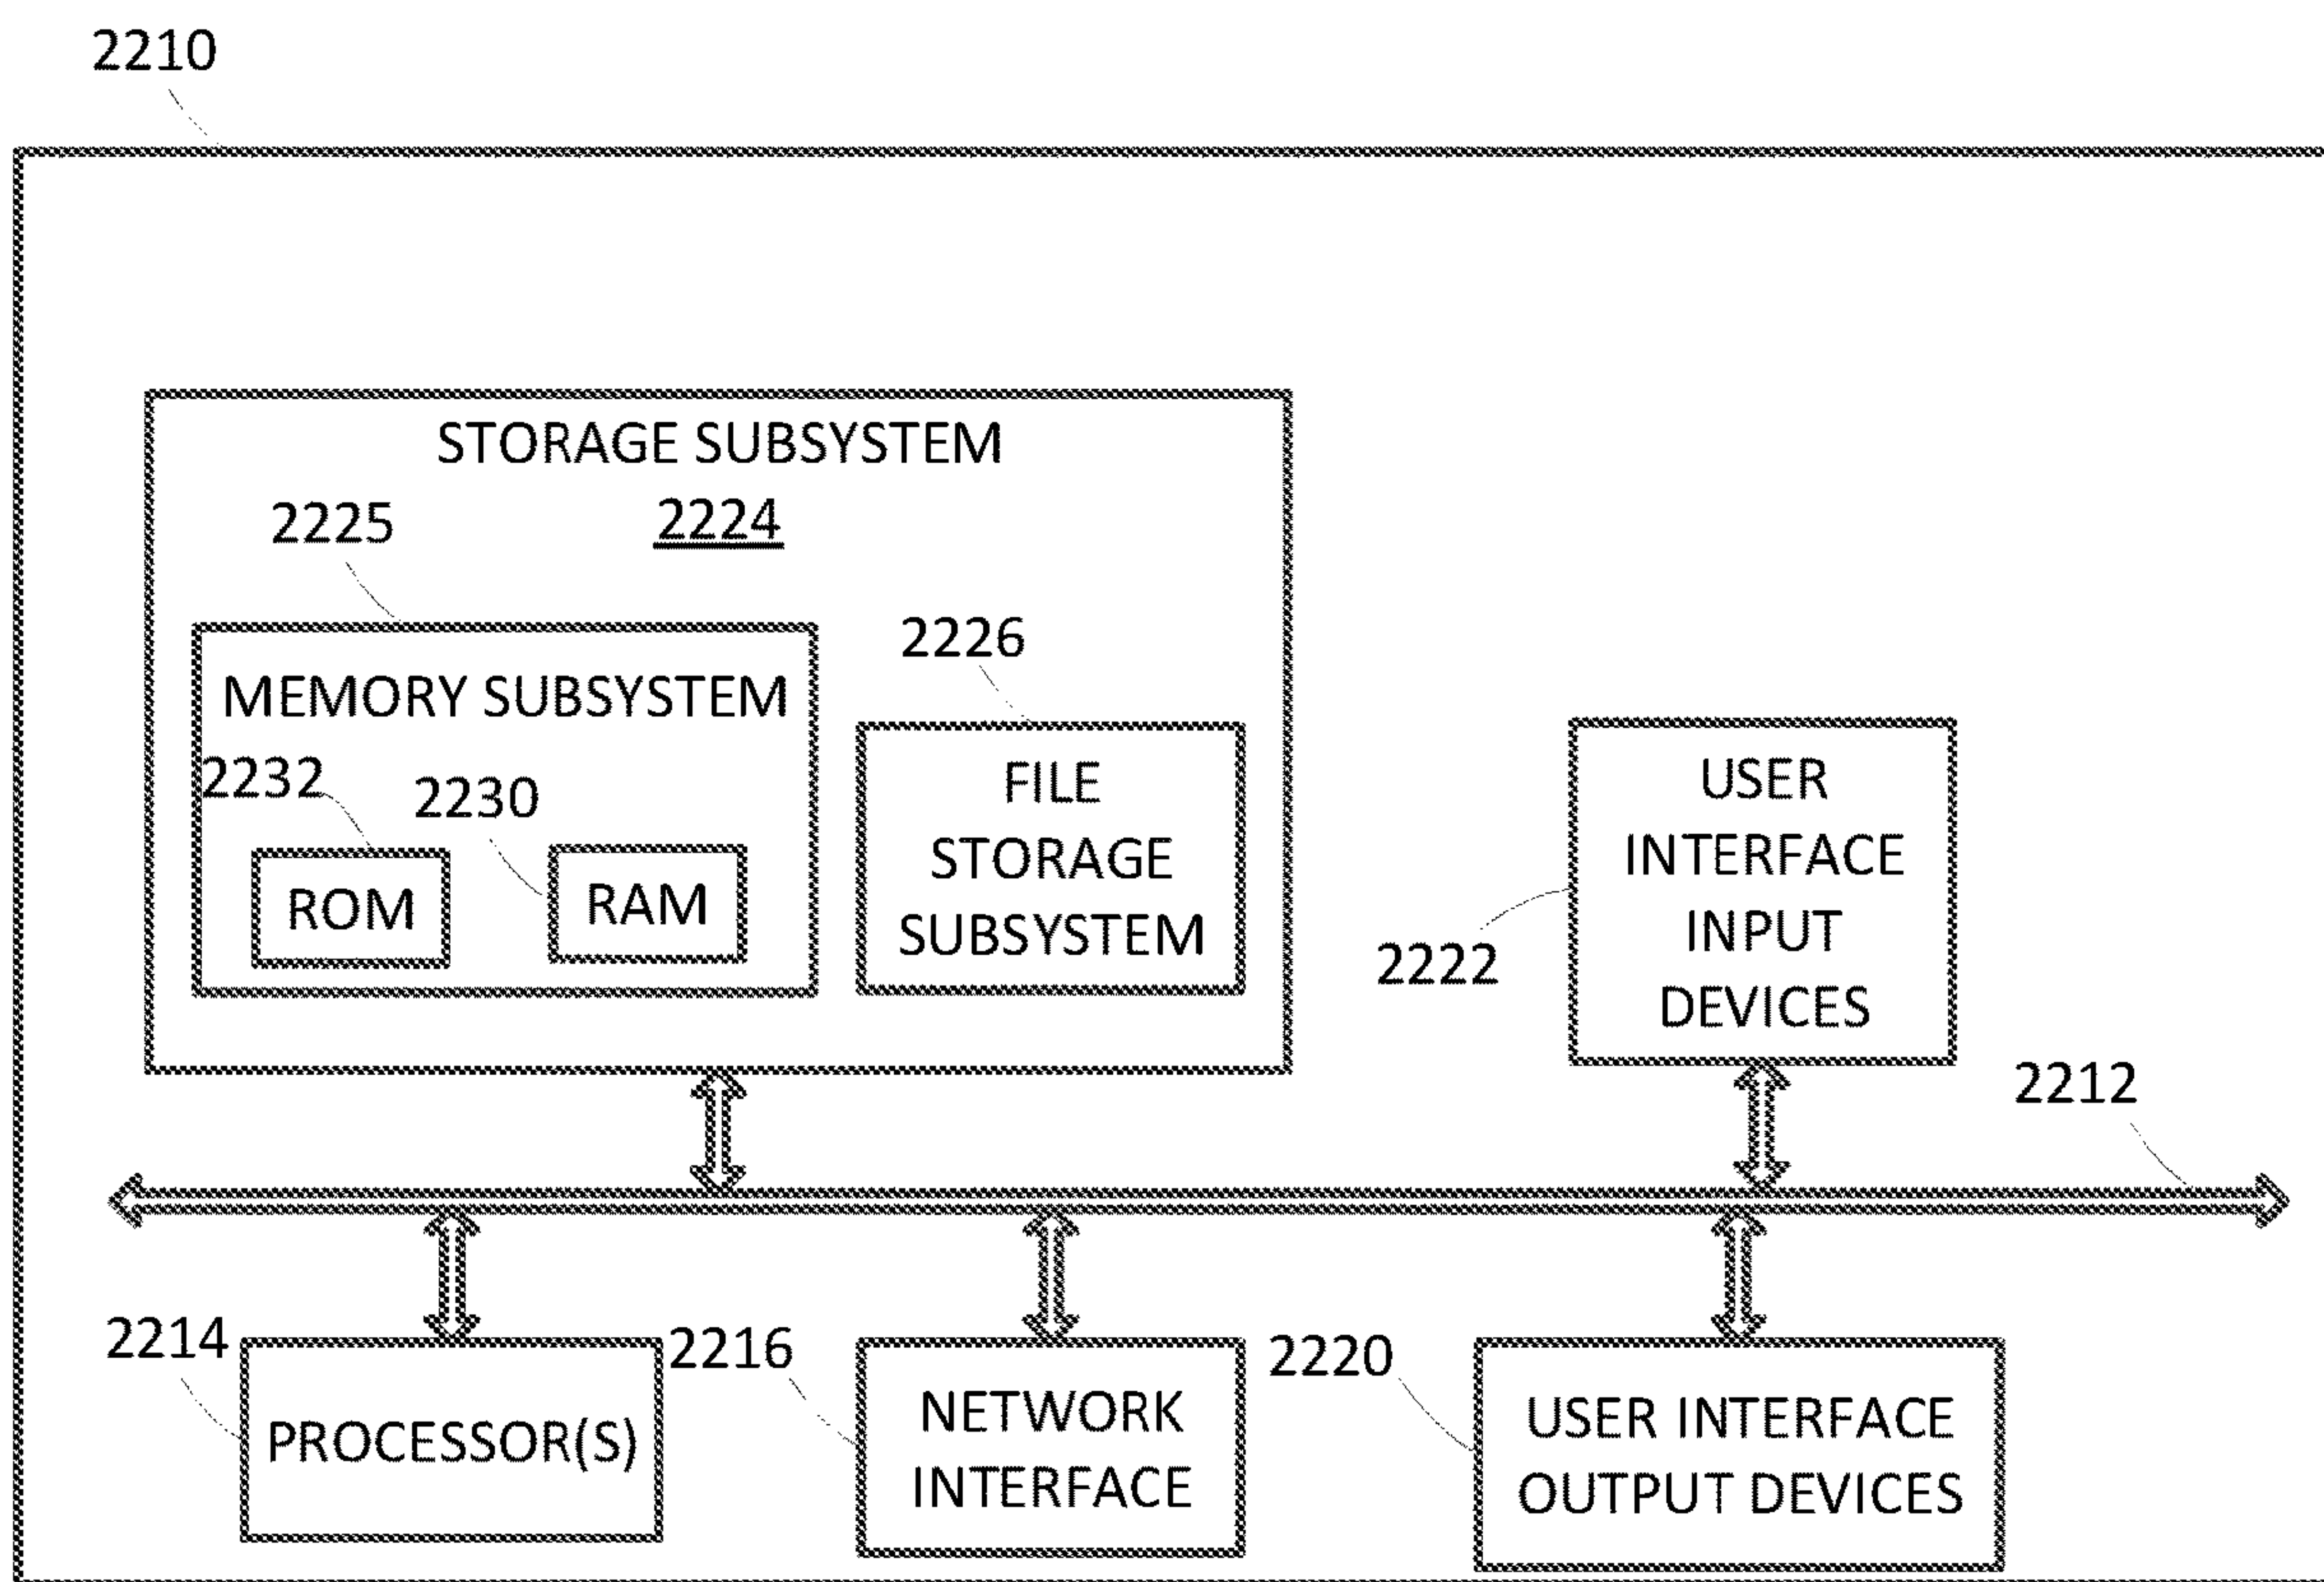 2210
STORAGE SUBSYSTEM
2224
2225
MEMORY SUBSYSTEM
2232
2230
ROM
RAM
2226
FILE
STORAGE
SUBSYSTEM
USER
INTERFACE
INPUT
DEVICES
2222
2212
2214
PROCESSOR(S)
2216
NETWORK
INTERFACE
2220
USER INTERFACE
OUTPUT DEVICES